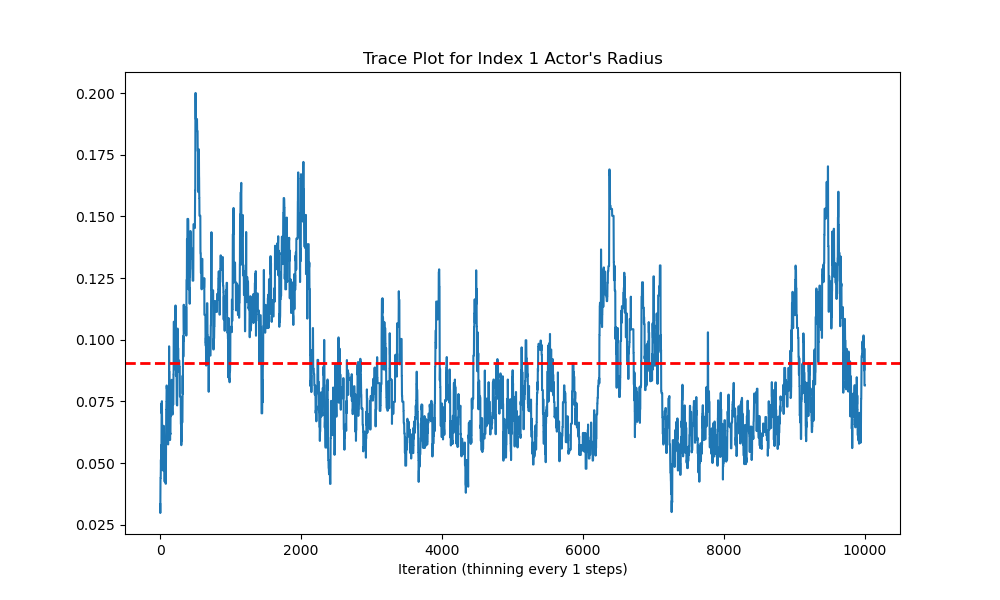 Trace Plot for Index 1 Actor's Radius
0.200
0.175
0.150
0.125
0.100
0.075
0.050
0.025
0 2000 4000 6000 8000 10000
Iteration (thinning every 1 steps)